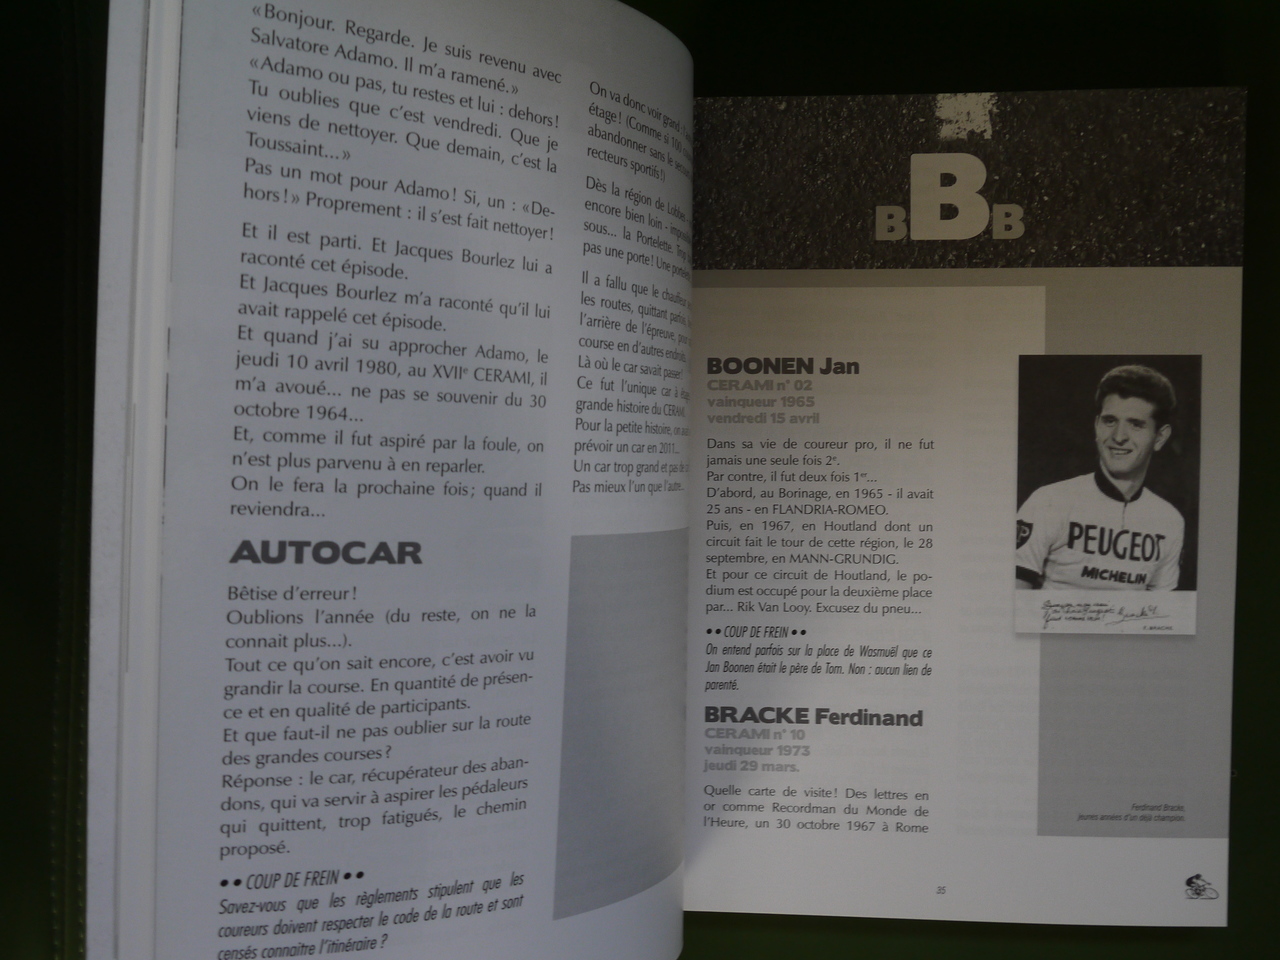 «Bonjour. Regarde. Je suis revenu avec
Salvatore Adamo. Il m'a ramené.»
«Adamo ou pas, tu restes et lui : dehors!
Tu oublies que c'est vendredi. Que je
viens de nettoyer. Que demain, c'est la
Toussaint...»
Pas un mot pour Adamo! Si, un : «De-
hors!» Proprement : il s'est fait nettoyer!
Et il est parti. Et Jacques Bourlez lui a
raconté cet épisode.
Et Jacques Bourlez m'a raconté qu'il lui
avait rappelé cet épisode.
Et quand j'ai su approcher Adamo, le
jeudi 10 avril 1980, au XVIIe CERAMI, il
m'a avoué... ne pas se souvenir du 30
octobre 1964...
Et, comme il fut aspiré par la foule, on
n'est plus parvenu à en reparler.
On le fera la prochaine fois; quand il
reviendra...
AUTOCAR
Bêtise d'erreur!
Oublions l'année (du reste, on ne la
connait plus...).
Tout ce qu'on sait encore, c'est avoir vu
grandir la course. En quantité de présen-
ce et en qualité de participants.
Et que faut-il ne pas oublier sur la route
des grandes courses?
Réponse : le car, récupérateur des aban-
dons, qui va servir à aspirer les pédaleurs
qui quittent, trop fatigués, le chemin
proposé.
•• COUP DE FREIN ••
Savez-vous que les règlements stipulent que les
coureurs doivent respecter le code de la route et sont
censés connaitre l'itinéraire?
On va donc voir grand :
étage! (Comme si 100
abandonner sans le
recteurs sportifs!)
Dès la région de Lobbes
encore bien loin -
sous... la Portelette. Trop
pas une porte! Une
Il a fallu que le chauffeur
les routes, quittant
l'arrière de l'épreuve,
course en d'autres endroits.
Là où le car savait passer!
Ce fut l'unique car à
grande histoire du CERAMI.
Pour la petite histoire, on
prévoir un car en 2011...
Un car trop grand et pas de
Pas mieux l'un que l'autre...
B B B
BOONEN Jan
CERAMI n° 02
vainqueur 1965
vendredi 15 avril
Dans sa vie de coureur pro, il ne fut
jamais une seule fois 2e.
Par contre, il fut deux fois 1er...
D'abord, au Borinage, en 1965 - il avait
25 ans - en FLANDRIA-ROMEO.
Puis, en 1967, en Houtland dont un
circuit fait le tour de cette région, le 28
septembre, en MANN-GRUNDIG.
Et pour ce circuit de Houtland, le po-
dium est occupé pour la deuxième place
par... Rik Van Looy. Excusez du pneu...
•• COUP DE FREIN ••
On entend parfois sur la place de Wasmuël que ce
Jan Boonen était le père de Tom. Non : aucun lien de
parenté.
BRACKE Ferdinand
CERAMI n° 10
vainqueur 1973
jeudi 29 mars.
Quelle carte de visite! Des lettres en
or comme Recordman du Monde de
l'Heure, un 30 octobre 1967 à Rome
PEUGEOT
MICHELIN
F. BRACKE
Ferdinand Bracke,
jeunes années d'un déjà champion.
35